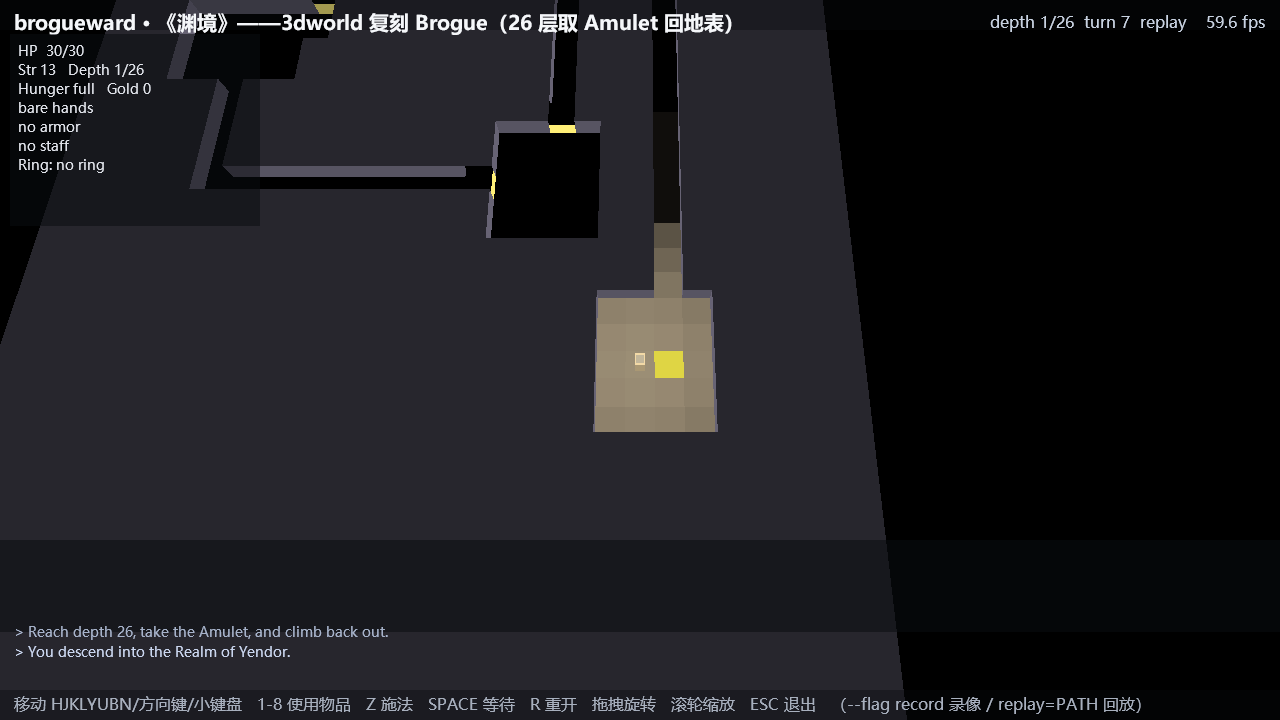 brogueward • 《渊境》——3dworld 复刻 Brogue（26 层取 Amulet 回地表）
depth 1/26 turn 7 replay 59.6 fps
HP 30/30
Str 13 Depth 1/26
Hunger full Gold 0
bare hands
no armor
no staff
Ring: no ring
> Reach depth 26, take the Amulet, and climb back out.
> You descend into the Realm of Yendor.
移动 HJKLYUBN/方向键/小键盘 1-8 使用物品 Z 施法 SPACE 等待 R 重开 拖拽旋转 滚轮缩放 ESC 退出 （--flag record 录像 / replay=PATH 回放）